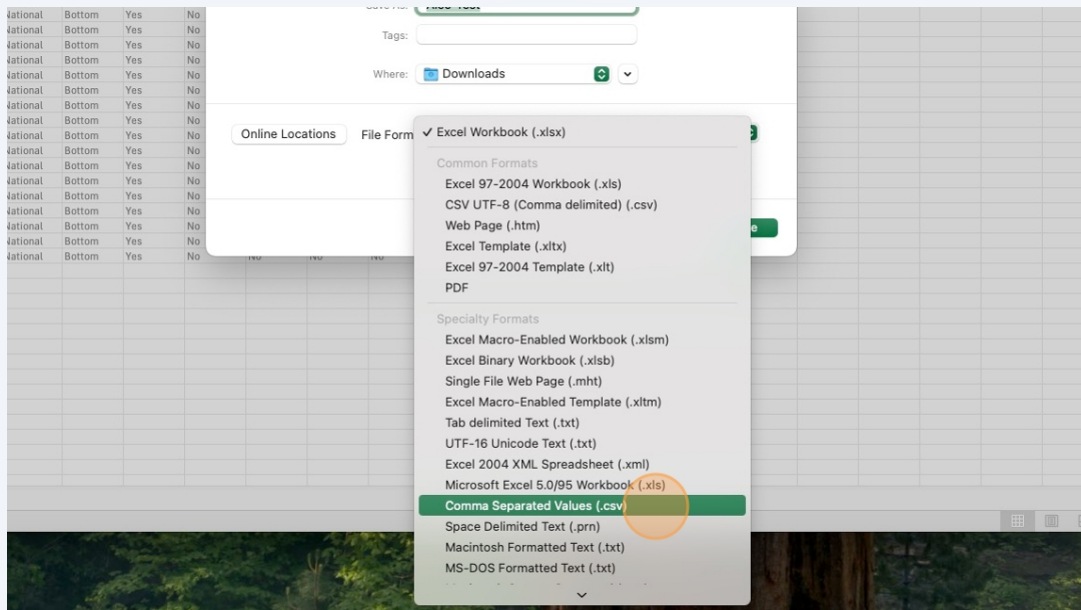 National Bottom Yes No
Tags:
National Bottom Yes No
National Bottom Yes No
National Bottom Yes No
Where: Downloads
National Bottom Yes No
National Bottom Yes No
National Bottom Yes No
National Bottom Yes No
Online Locations File Form
✓ Excel Workbook (.xlsx)
National Bottom Yes No
National Bottom Yes No
Common Formats
National Bottom Yes No
Excel 97-2004 Workbook (.xls)
National Bottom Yes No
CSV UTF-8 (Comma delimited) (.csv)
National Bottom Yes No
Web Page (.htm)
National Bottom Yes No
Excel Template (.xltx)
National Bottom Yes No
National Bottom Yes No No No No
Excel 97-2004 Template (.xlt)
PDF
Specialty Formats
Excel Macro-Enabled Workbook (.xlsm)
Excel Binary Workbook (.xlsb)
Single File Web Page (.mht)
Excel Macro-Enabled Template (.xltm)
Tab delimited Text (.txt)
UTF-16 Unicode Text (.txt)
Excel 2004 XML Spreadsheet (.xml)
Microsoft Excel 5.0/95 Workbook (.xls)
Comma Separated Values (.csv)
Space Delimited Text (.prn)
Macintosh Formatted Text (.txt)
MS-DOS Formatted Text (.txt)